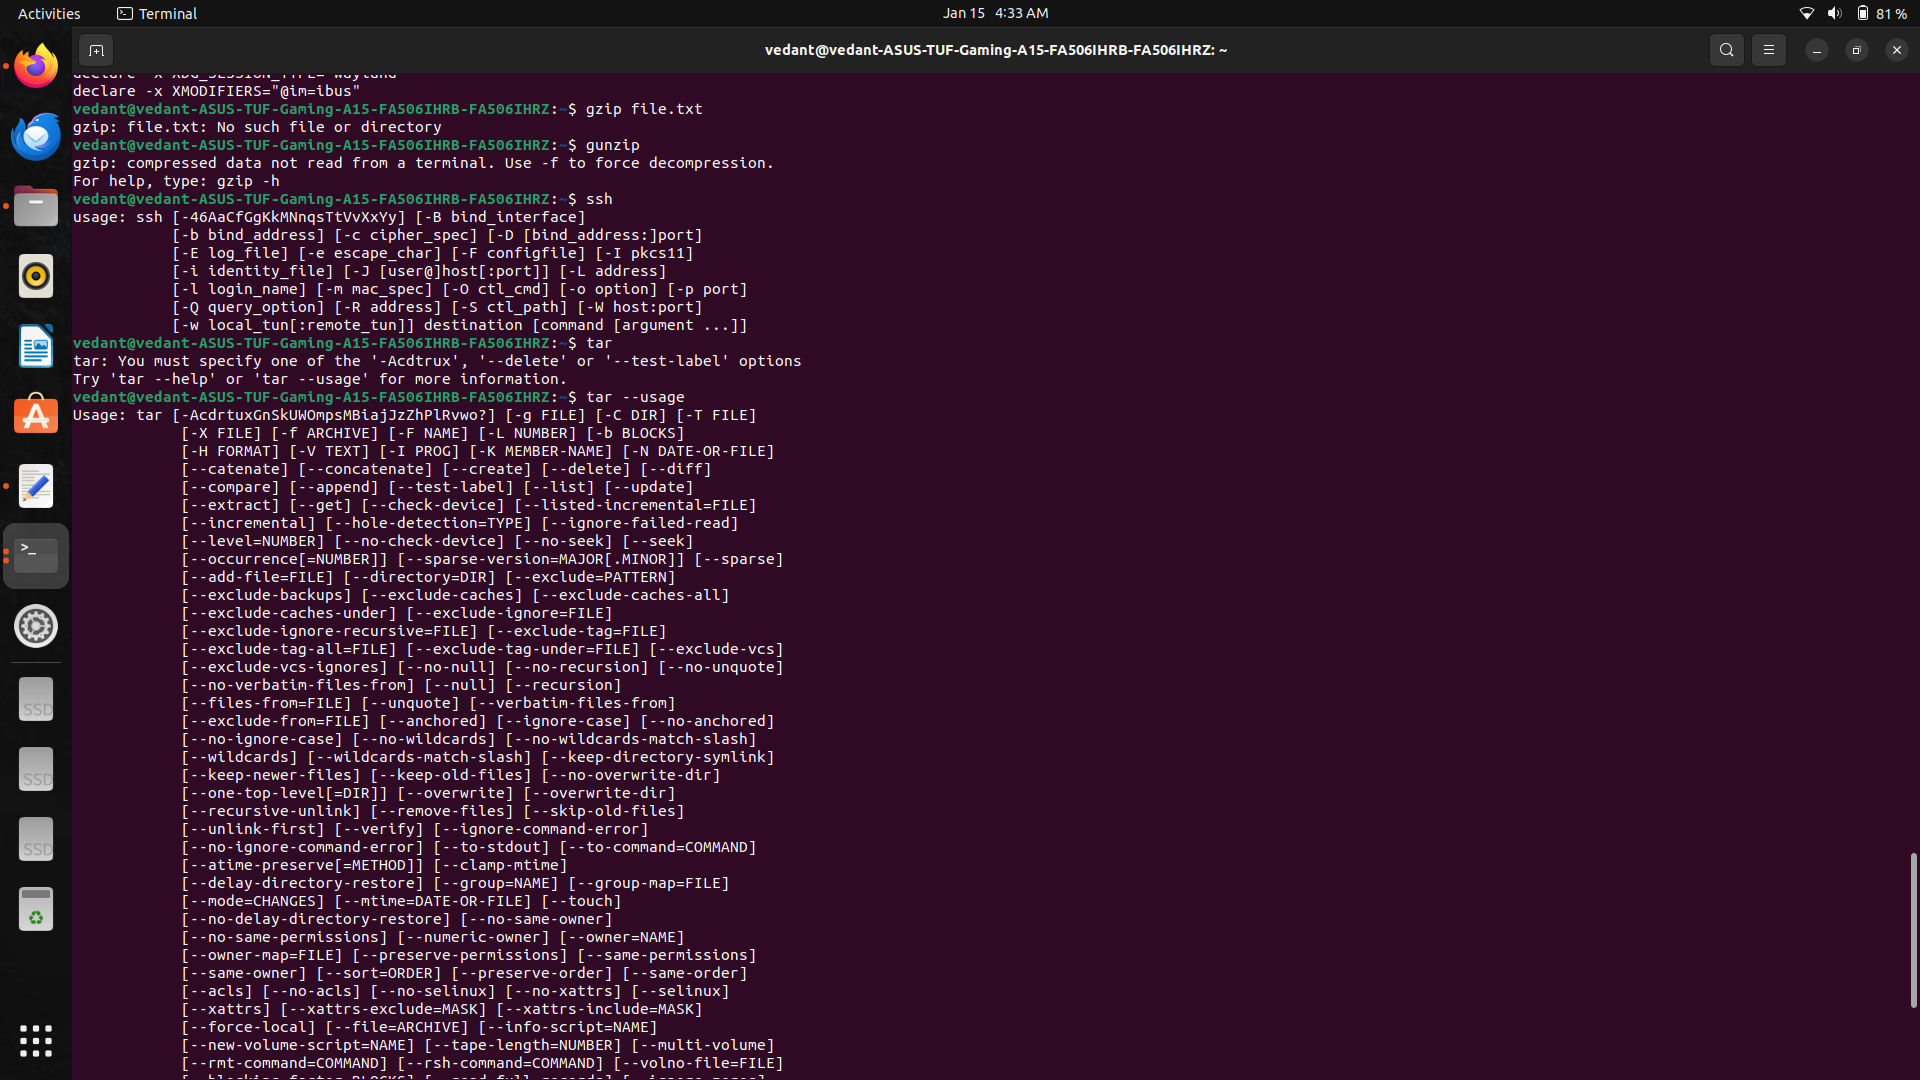 Activities
Terminal
Jan 15 4:33 AM
81 %
vedant@vedant-ASUS-TUF-Gaming-A15-FA506IHRB-FA506IHRZ: ~
declare -x XDG_SESSION_TYPE="wayland"
declare -x XMODIFIERS="@im=ibus"
vedant@vedant-ASUS-TUF-Gaming-A15-FA506IHRB-FA506IHRZ:~$ gzip file.txt
gzip: file.txt: No such file or directory
vedant@vedant-ASUS-TUF-Gaming-A15-FA506IHRB-FA506IHRZ:~$ gunzip
gzip: compressed data not read from a terminal. Use -f to force decompression.
For help, type: gzip -h
vedant@vedant-ASUS-TUF-Gaming-A15-FA506IHRB-FA506IHRZ:~$ ssh
usage: ssh [-46AaCfGgKkMNnqsTtVvXxYy] [-B bind_interface]
[-b bind_address] [-c cipher_spec] [-D [bind_address:]port]
[-E log_file] [-e escape_char] [-F configfile] [-I pkcs11]
[-i identity_file] [-J [user@]host[:port]] [-L address]
[-l login_name] [-m mac_spec] [-O ctl_cmd] [-o option] [-p port]
[-Q query_option] [-R address] [-S ctl_path] [-W host:port]
[-w local_tun[:remote_tun]] destination [command [argument ...]]
vedant@vedant-ASUS-TUF-Gaming-A15-FA506IHRB-FA506IHRZ:~$ tar
tar: You must specify one of the '-Acdtrux', '--delete' or '--test-label' options
Try 'tar --help' or 'tar --usage' for more information.
vedant@vedant-ASUS-TUF-Gaming-A15-FA506IHRB-FA506IHRZ:~$ tar --usage
Usage: tar [-AcdrtuxGnSkUWOmpsMBiajJzZhPlRvwo?] [-g FILE] [-C DIR] [-T FILE]
[-X FILE] [-f ARCHIVE] [-F NAME] [-L NUMBER] [-b BLOCKS]
[-H FORMAT] [-V TEXT] [-I PROG] [-K MEMBER-NAME] [-N DATE-OR-FILE]
[--catenate] [--concatenate] [--create] [--delete] [--diff]
[--compare] [--append] [--test-label] [--list] [--update]
[--extract] [--get] [--check-device] [--listed-incremental=FILE]
[--incremental] [--hole-detection=TYPE] [--ignore-failed-read]
[--level=NUMBER] [--no-check-device] [--no-seek] [--seek]
[--occurrence[=NUMBER]] [--sparse-version=MAJOR[.MINOR]] [--sparse]
[--add-file=FILE] [--directory=DIR] [--exclude=PATTERN]
[--exclude-backups] [--exclude-caches] [--exclude-caches-all]
[--exclude-caches-under] [--exclude-ignore=FILE]
[--exclude-ignore-recursive=FILE] [--exclude-tag=FILE]
[--exclude-tag-all=FILE] [--exclude-tag-under=FILE] [--exclude-vcs]
[--exclude-vcs-ignores] [--no-null] [--no-recursion] [--no-unquote]
[--no-verbatim-files-from] [--null] [--recursion]
[--files-from=FILE] [--unquote] [--verbatim-files-from]
[--exclude-from=FILE] [--anchored] [--ignore-case] [--no-anchored]
[--no-ignore-case] [--no-wildcards] [--no-wildcards-match-slash]
[--wildcards] [--wildcards-match-slash] [--keep-directory-symlink]
[--keep-newer-files] [--keep-old-files] [--no-overwrite-dir]
[--one-top-level[=DIR]] [--overwrite] [--overwrite-dir]
[--recursive-unlink] [--remove-files] [--skip-old-files]
[--unlink-first] [--verify] [--ignore-command-error]
[--no-ignore-command-error] [--to-stdout] [--to-command=COMMAND]
[--atime-preserve[=METHOD]] [--clamp-mtime]
[--delay-directory-restore] [--group=NAME] [--group-map=FILE]
[--mode=CHANGES] [--mtime=DATE-OR-FILE] [--touch]
[--no-delay-directory-restore] [--no-same-owner]
[--no-same-permissions] [--numeric-owner] [--owner=NAME]
[--owner-map=FILE] [--preserve-permissions] [--same-permissions]
[--same-owner] [--sort=ORDER] [--preserve-order] [--same-order]
[--acls] [--no-acls] [--no-selinux] [--no-xattrs] [--selinux]
[--xattrs] [--xattrs-exclude=MASK] [--xattrs-include=MASK]
[--force-local] [--file=ARCHIVE] [--info-script=NAME]
[--new-volume-script=NAME] [--tape-length=NUMBER] [--multi-volume]
[--rmt-command=COMMAND] [--rsh-command=COMMAND] [--volno-file=FILE]
[--blocking-factor=BLOCKS] [--read-full-records] [--ignore-zeros]
SSD
SSD
SSD